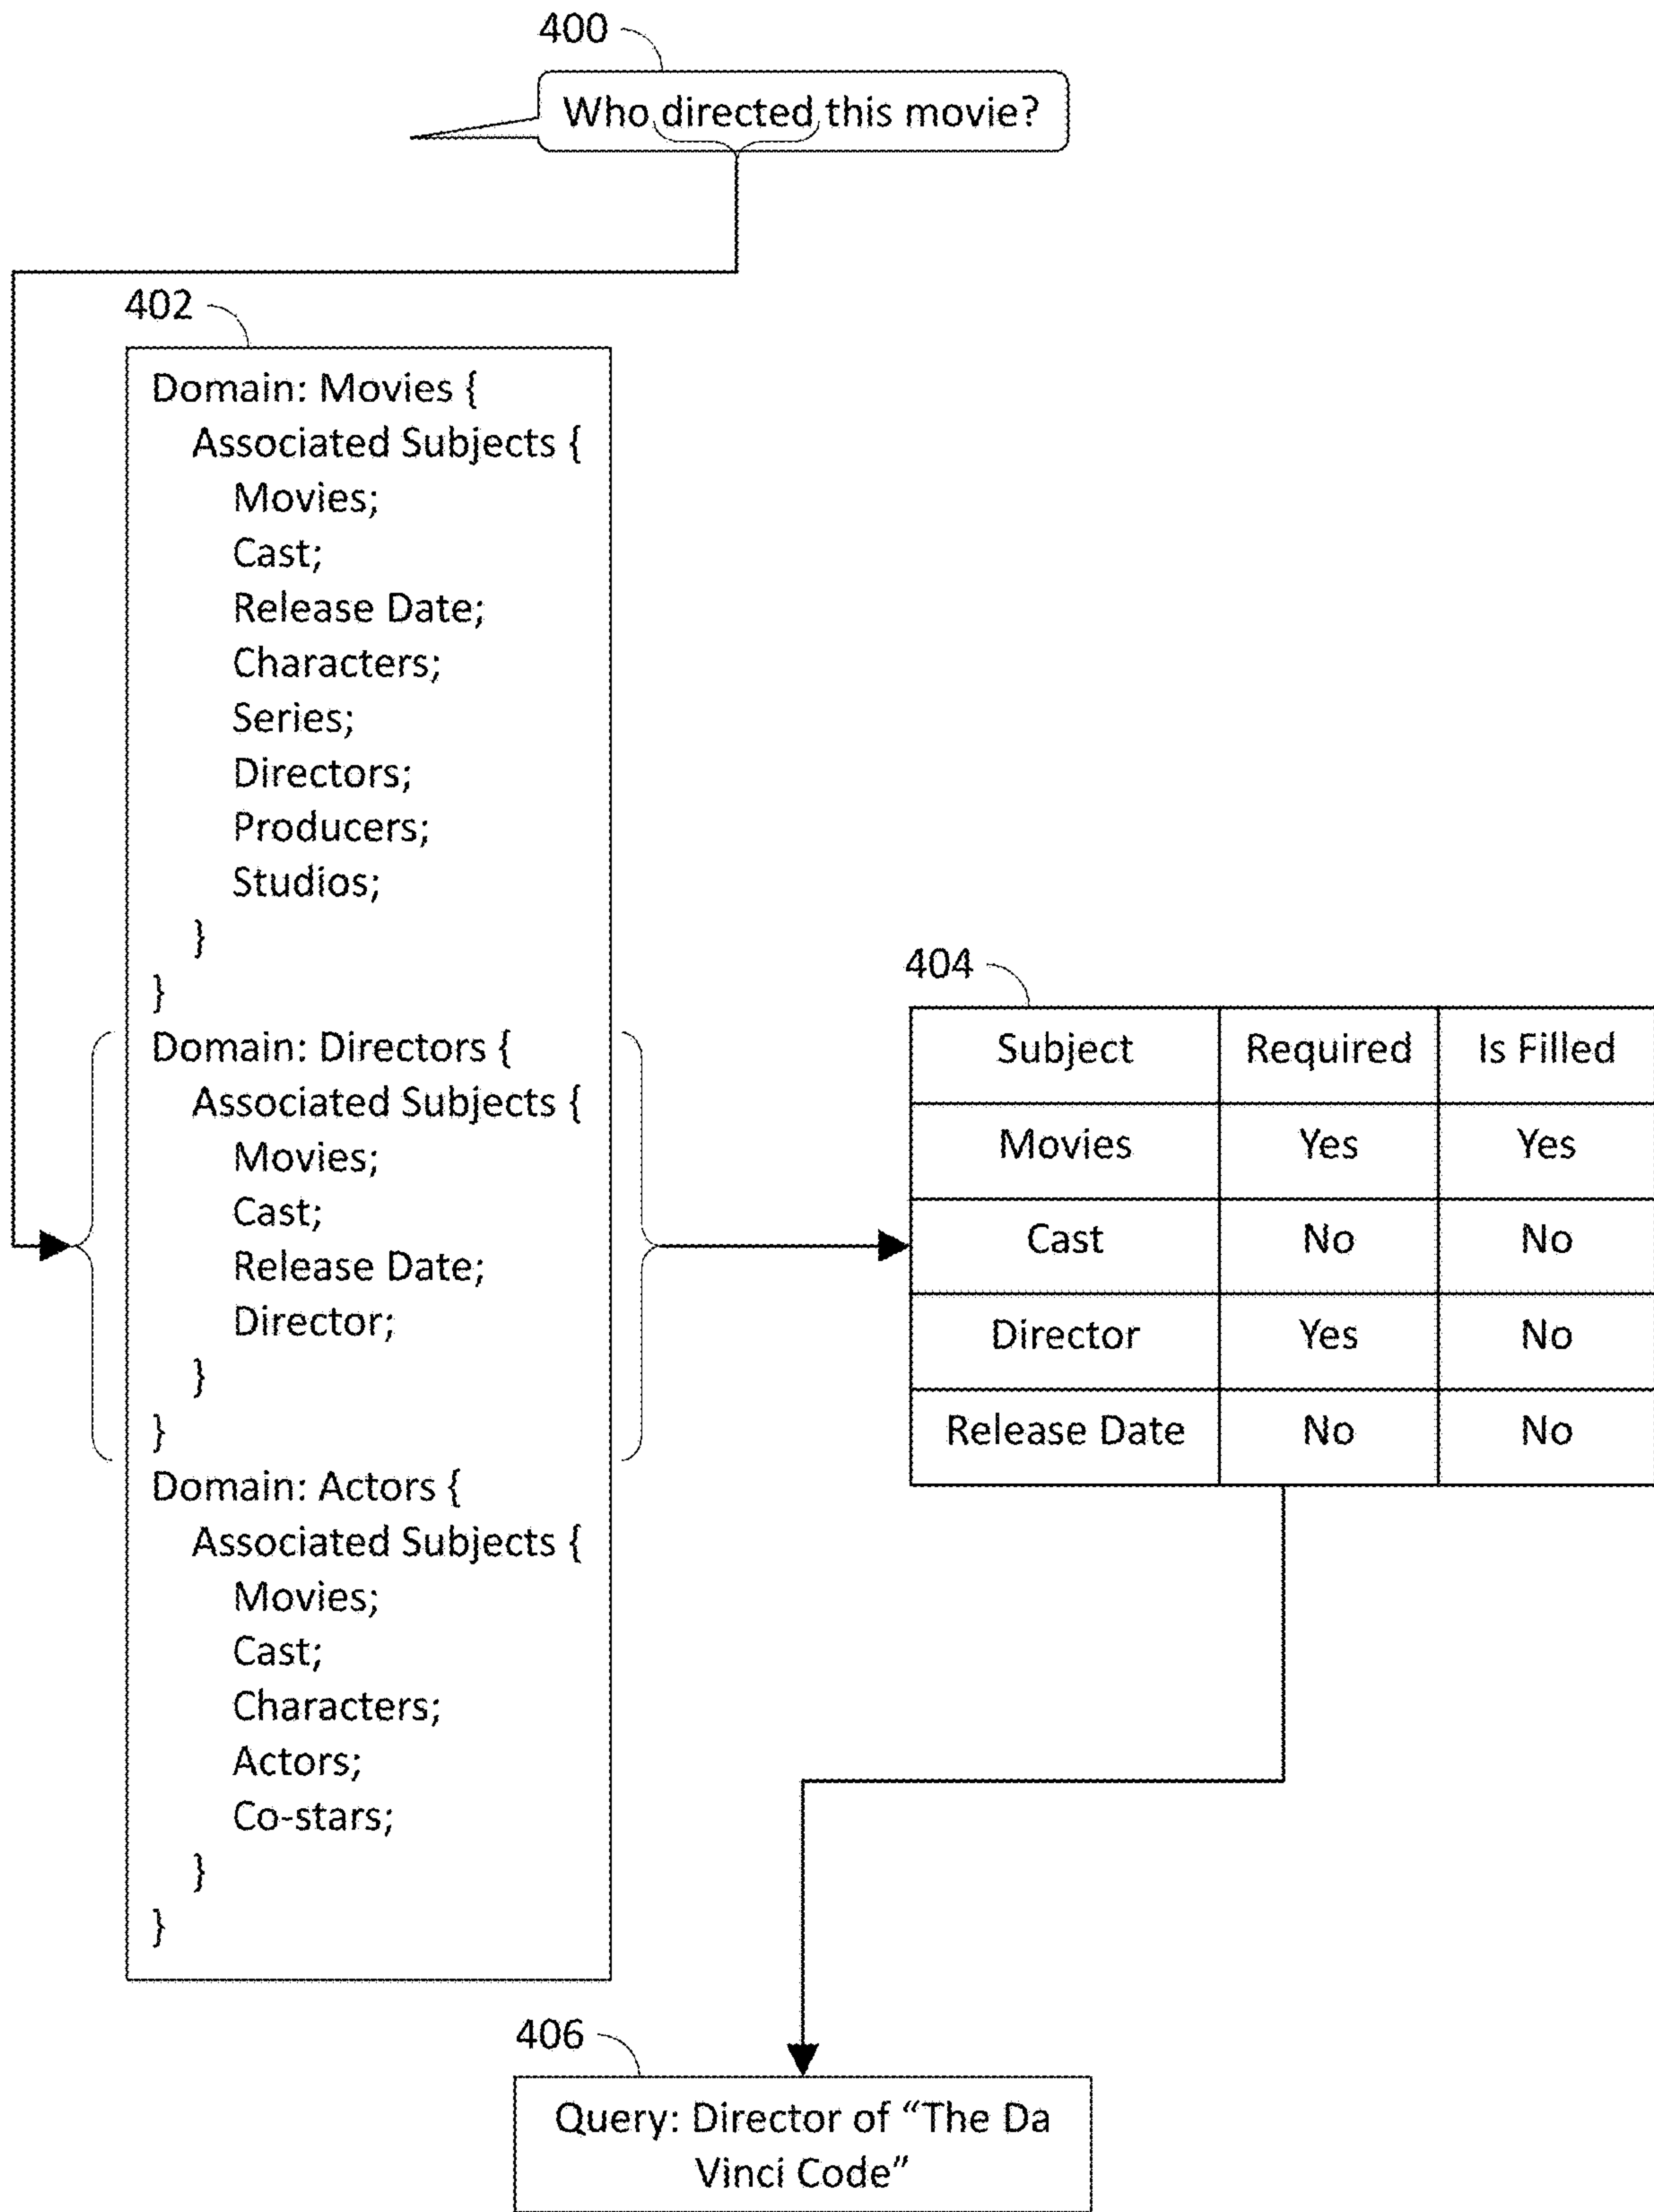 400
Who directed this movie?
402
Domain: Movies {
Associated Subjects {
Movies;
Cast;
Release Date;
Characters;
Series;
Directors;
Producers;
Studios;
}
}
Domain: Directors {
Associated Subjects {
Movies;
Cast;
Release Date;
Director;
}
}
Domain: Actors {
Associated Subjects {
Movies;
Cast;
Characters;
Actors;
Co-stars;
}
}
404
Subject Required Is Filled
Movies Yes Yes
Cast No No
Director Yes No
Release Date No No
406
Query: Director of “The Da
Vinci Code”